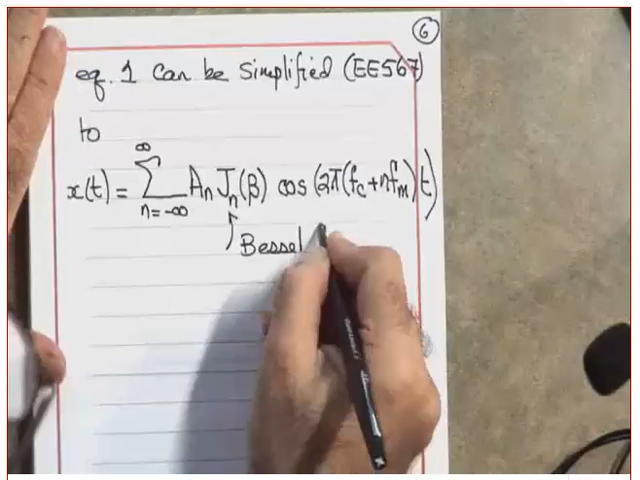 6
eq. 1 can be simplified (EE567)
to
x(t) = ∑_{n=-∞}^{∞} A_n J_n(β) cos(2π(f_c + nf_m)t)
Bessel